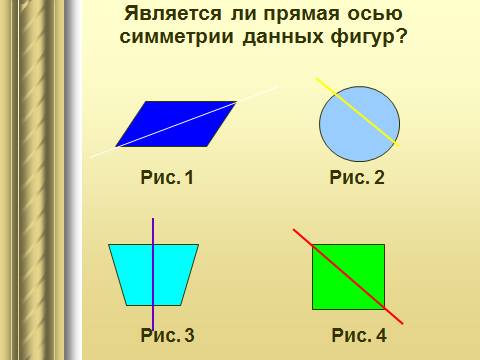 Является ли прямая осью
симметрии данных фигур?
Рис. 1
Рис. 2
Рис. 3
Рис. 4